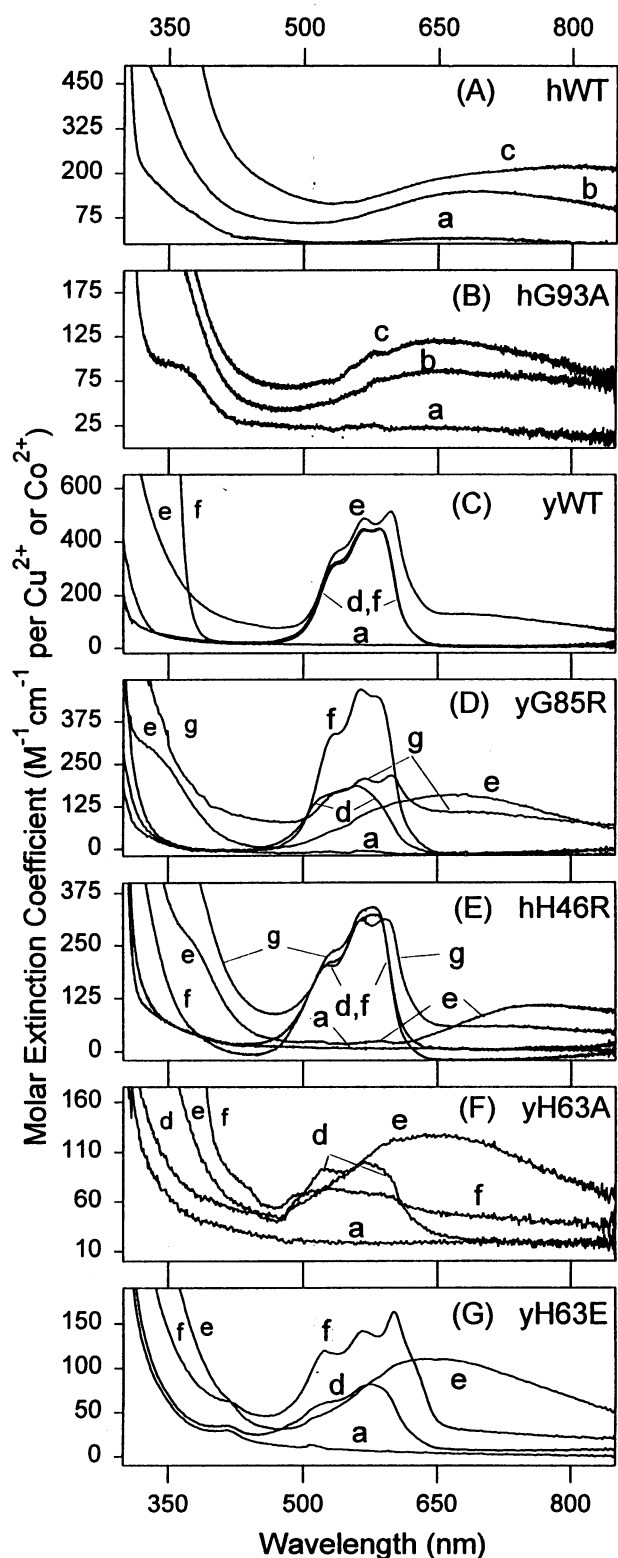 350 500 650 800
450 (A) hWT
325
200 c
b
75 a
175 (B) hG93A
125 c
75 b
25 a
600 e f e (C) yWT
400
200 d,f
0 a
375 e g f (D) yG85R
250 g
125 d e
0 a
375 (E) hH46R
250 e g g
125 f d,f e
0 a
160 d e f e (F) yH63A
110 d
60 f
10 a
150 f e f (G) yH63E
100
50 d e
0 a
350 500 650 800
Wavelength (nm)
Molar Extinction Coefficient (M-1 cm-1 per Cu2+ or Co2+)